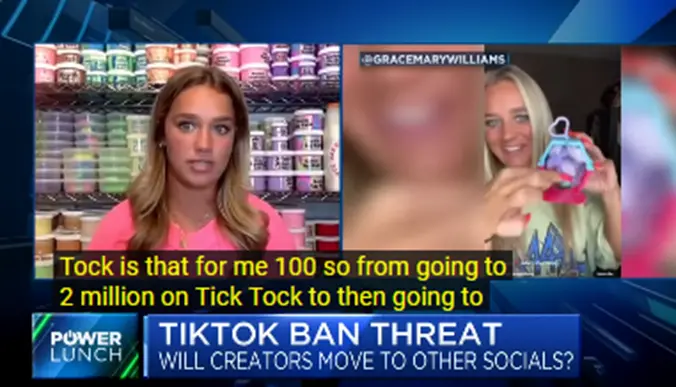 @GRACEMARYWILLIAMS
Tock is that for me 100 so from going to
2 million on Tick Tock to then going to
POWER
LUNCH
TIKTOK BAN THREAT
WILL CREATORS MOVE TO OTHER SOCIALS?